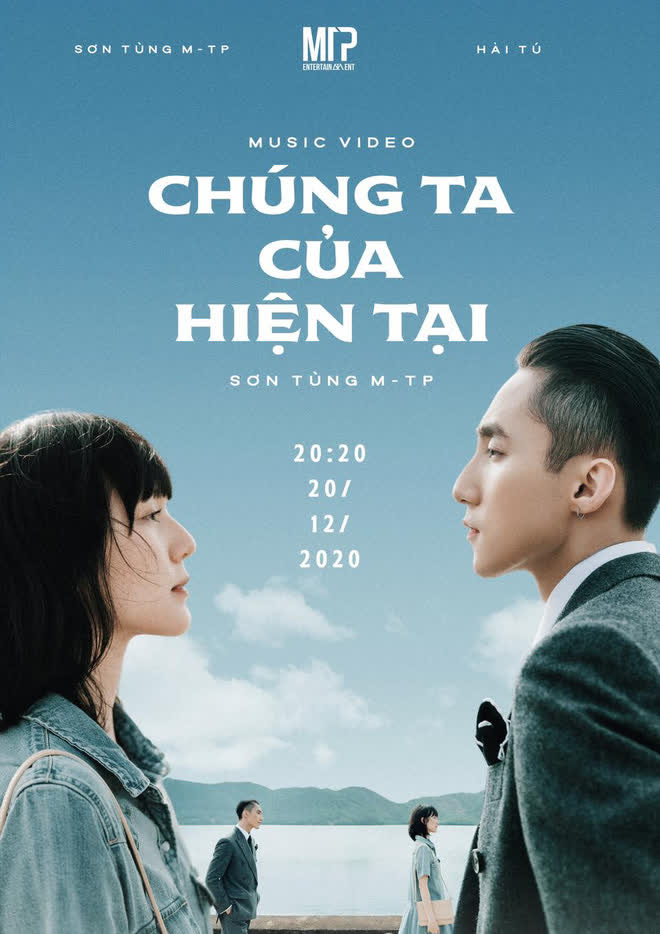 SƠN TÙNG M-TP
MTP
ENTERTAINMENT
HẢI TÚ
MUSIC VIDEO
CHÚNG TA
CỦA
HIỆN TẠI
SƠN TÙNG M-TP
20:20
20/
12/
2020